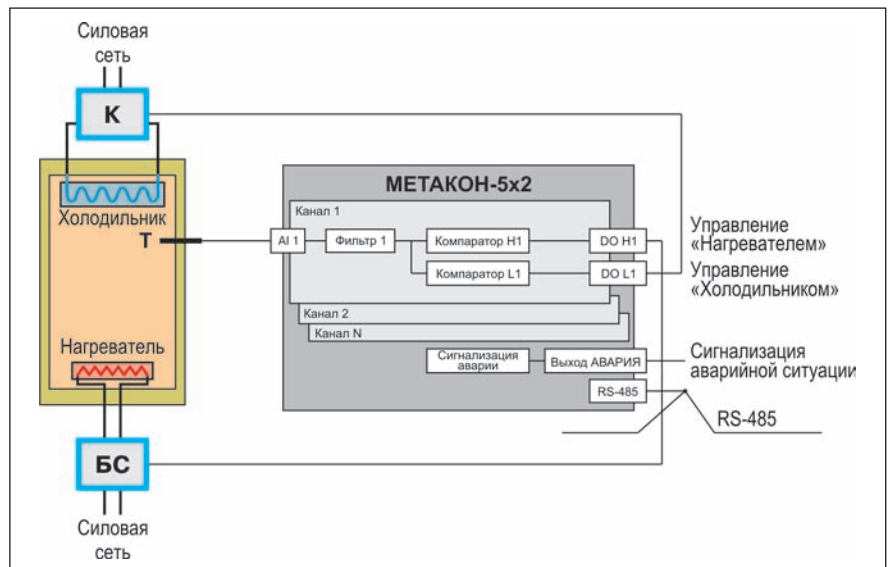 Силовая
сеть
К
Холодильник
Т
Нагреватель
БС
Силовая
сеть
МЕТАКОН-5х2
Канал 1
AI 1
Фильтр 1
Компаратор H1
DO H1
Компаратор L1
DO L1
Канал 2
Канал N
Сигнализация
аварии
Выход АВАРИЯ
RS-485
Управление
«Нагревателем»
Управление
«Холодильником»
Сигнализация
аварийной ситуации
RS-485